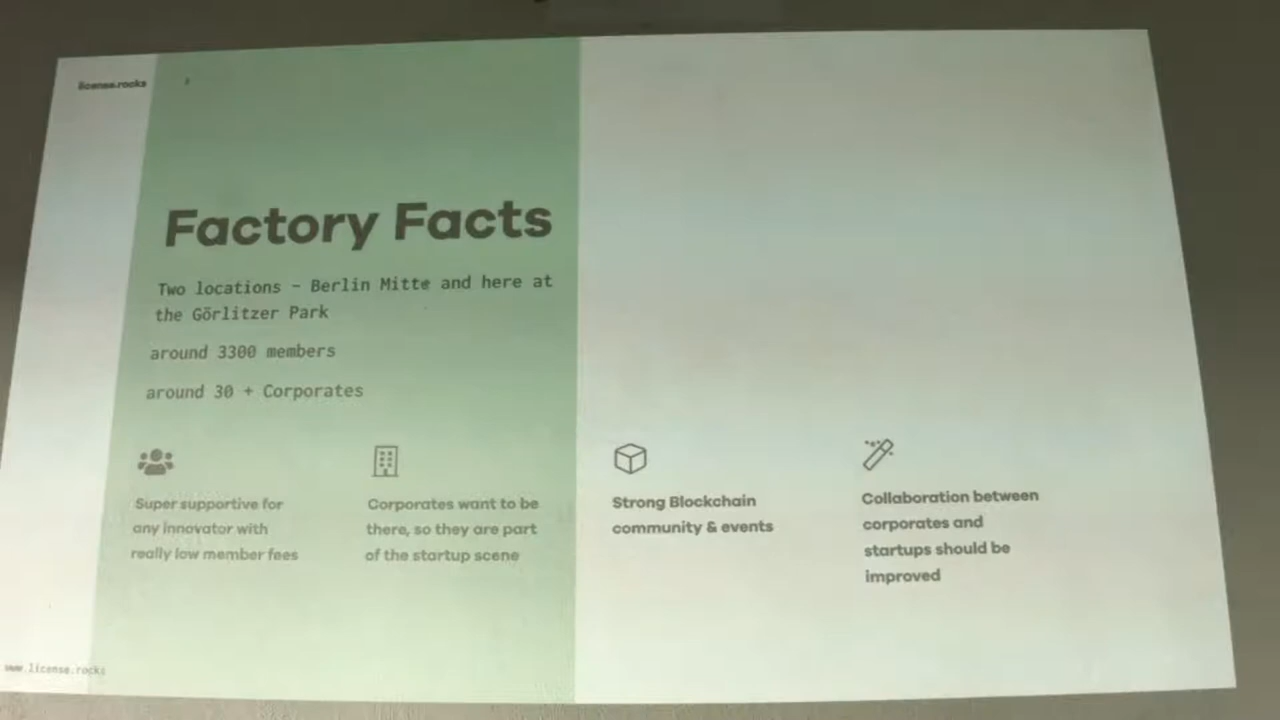 license.rocks
Factory Facts
Two locations - Berlin Mitte and here at
the Görlitzer Park
around 3300 members
around 30 + Corporates
Super supportive for
any innovator with
really low member fees
Corporates want to be
there, so they are part
of the startup scene
Strong Blockchain
community & events
Collaboration between
corporates and
startups should be
improved
www.license.rocks